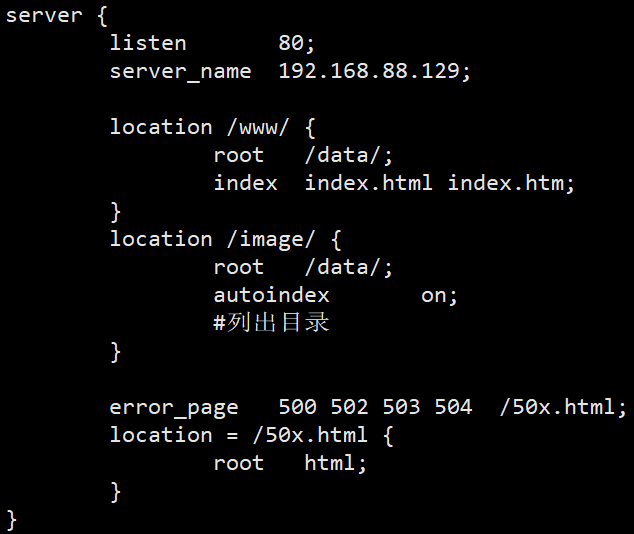 server {
        listen       80;
        server_name  192.168.88.129;

        location /www/ {
                root   /data/;
                index  index.html index.htm;
        }
        location /image/ {
                root   /data/;
                autoindex       on;
                #列出目录
        }

        error_page   500 502 503 504  /50x.html;
        location = /50x.html {
                root   html;
        }
}